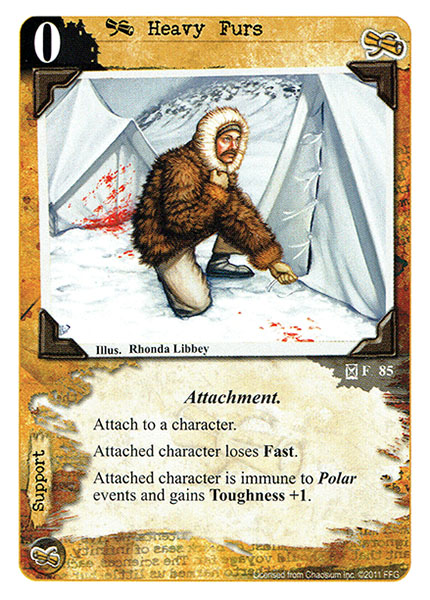 0
Heavy Furs
Illus. Rhonda Libbey
F 85
Attachment.
Attach to a character.
Attached character loses Fast.
Attached character is immune to Polar
events and gains Toughness +1.
Support
Licensed from Chaosium Inc. ©2011 FFG